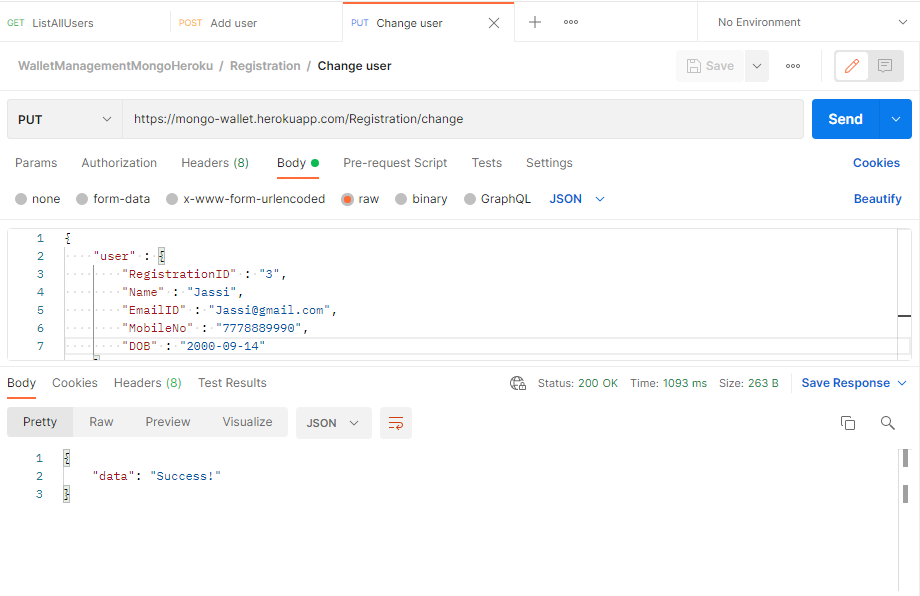 GET ListAllUsers POST Add user PUT Change user No Environment
WalletManagementMongoHeroku / Registration / Change user Save
PUT https://mongo-wallet.herokuapp.com/Registration/change Send
Params Authorization Headers (8) Body Pre-request Script Tests Settings Cookies
none form-data x-www-form-urlencoded raw binary GraphQL JSON Beautify
1 {
2 "user" : {
3 "RegistrationID" : "3",
4 "Name" : "Jassi",
5 "EmailID" : "Jassi@gmail.com",
6 "MobileNo" : "7778889990",
7 "DOB" : "2000-09-14"
Body Cookies Headers (8) Test Results Status: 200 OK Time: 1093 ms Size: 263 B Save Response
Pretty Raw Preview Visualize JSON
1 {
2 "data": "Success!"
3 }